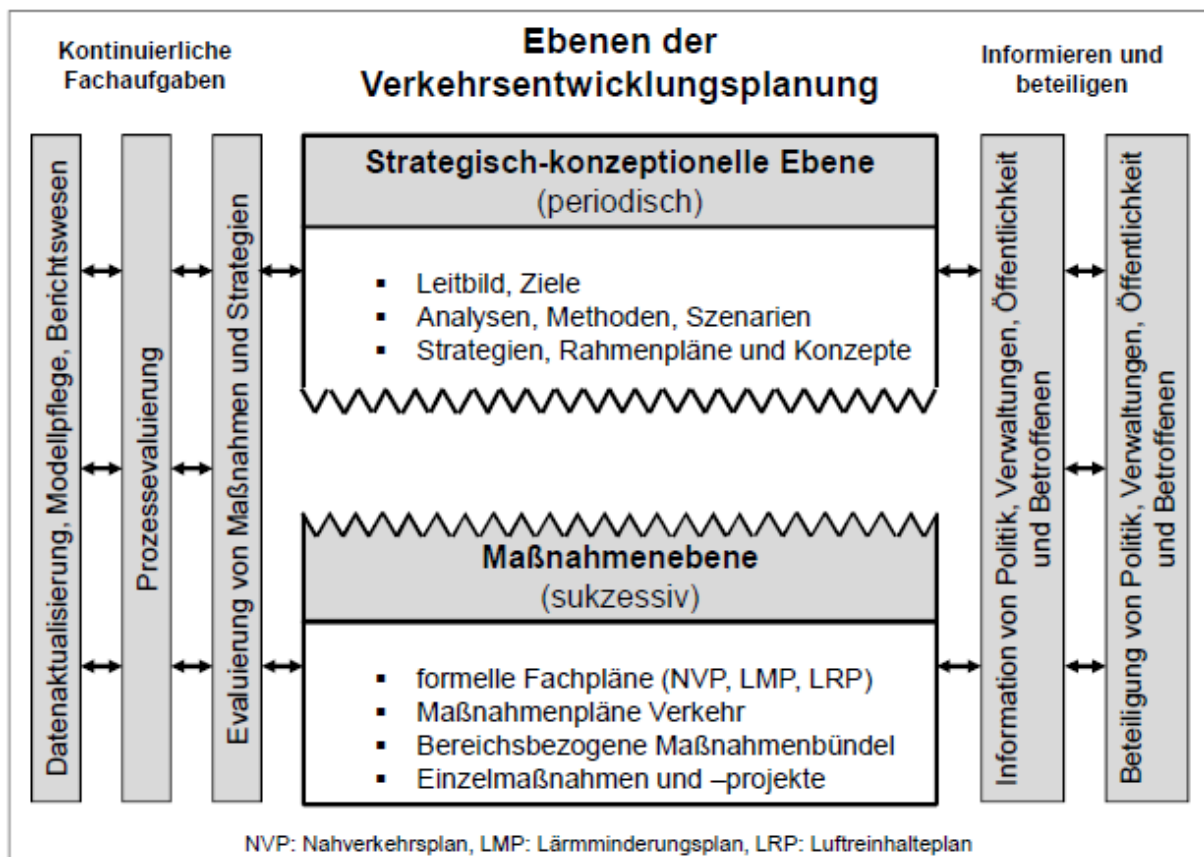 Kontinuierliche
Fachaufgaben
Ebenen der
Verkehrsentwicklungsplanung
Informieren und
beteiligen
Datenaktualisierung, Modellpflege, Berichtswesen
Prozessevaluierung
Evaluierung von Maßnahmen und Strategien
Strategisch-konzeptionelle Ebene
(periodisch)
▪ Leitbild, Ziele
▪ Analysen, Methoden, Szenarien
▪ Strategien, Rahmenpläne und Konzepte
Maßnahmenebene
(sukzessiv)
▪ formelle Fachpläne (NVP, LMP, LRP)
▪ Maßnahmenpläne Verkehr
▪ Bereichsbezogene Maßnahmenbündel
▪ Einzelmaßnahmen und –projekte
Information von Politik, Verwaltungen, Öffentlichkeit
und Betroffenen
Beteiligung von Politik, Verwaltungen, Öffentlichkeit
und Betroffenen
NVP: Nahverkehrsplan, LMP: Lärmminderungsplan, LRP: Luftreinhalteplan